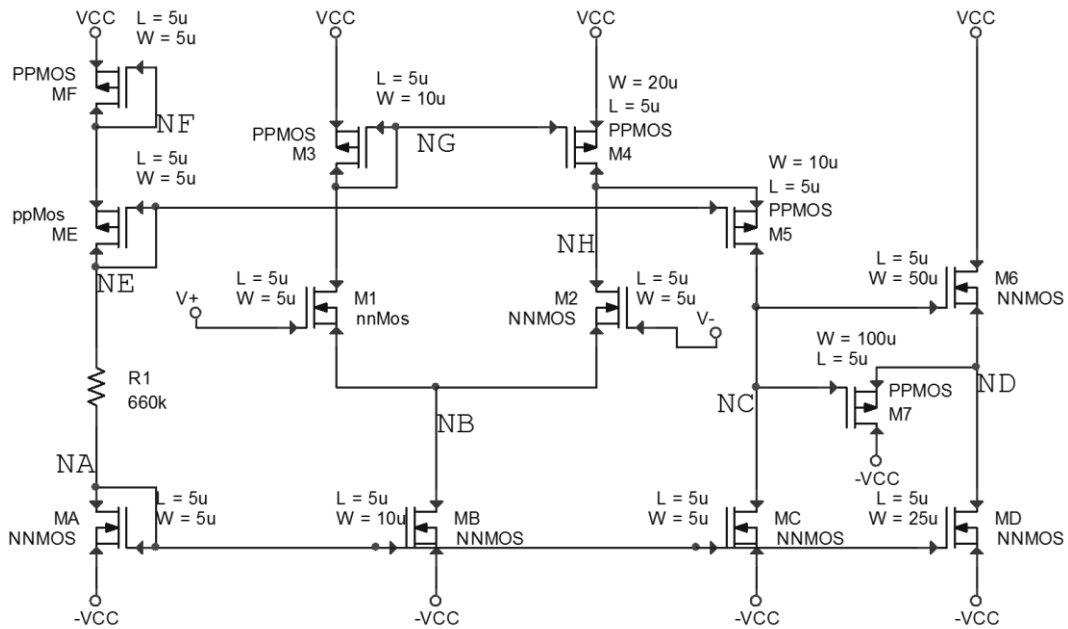 VCC
VCC
VCC
VCC
L = 5u
W = 5u
PPMOS
MF
NF
L = 5u
W = 10u
W = 20u
L = 5u
PPMOS
M3
NG
PPMOS
M4
L = 5u
W = 5u
W = 10u
L = 5u
ppMos
ME
PPMOS
M5
NE
NH
L = 5u
W = 5u
V+
M1
nnMos
M2
NNMOS
L = 5u
W = 5u
V-
L = 5u
W = 50u
M6
NNMOS
W = 100u
L = 5u
R1
660k
NB
NC
PPMOS
M7
ND
-VCC
NA
MA
NNMOS
L = 5u
W = 5u
L = 5u
W = 10u
MB
NNMOS
L = 5u
W = 5u
MC
NNMOS
L = 5u
W = 25u
MD
NNMOS
-VCC
-VCC
-VCC
-VCC